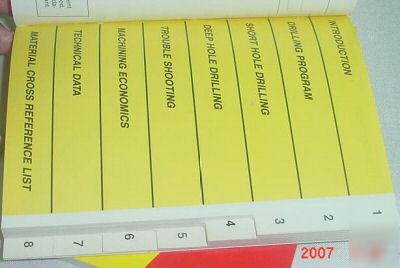 INTRODUCTION 1
DRILLING PROGRAM 2
SHORT HOLE DRILLING 3
DEEP HOLE DRILLING 4
TROUBLE SHOOTING 5
MACHINING ECONOMICS 6
TECHNICAL DATA 7
MATERIAL CROSS REFERENCE LIST 8
2007